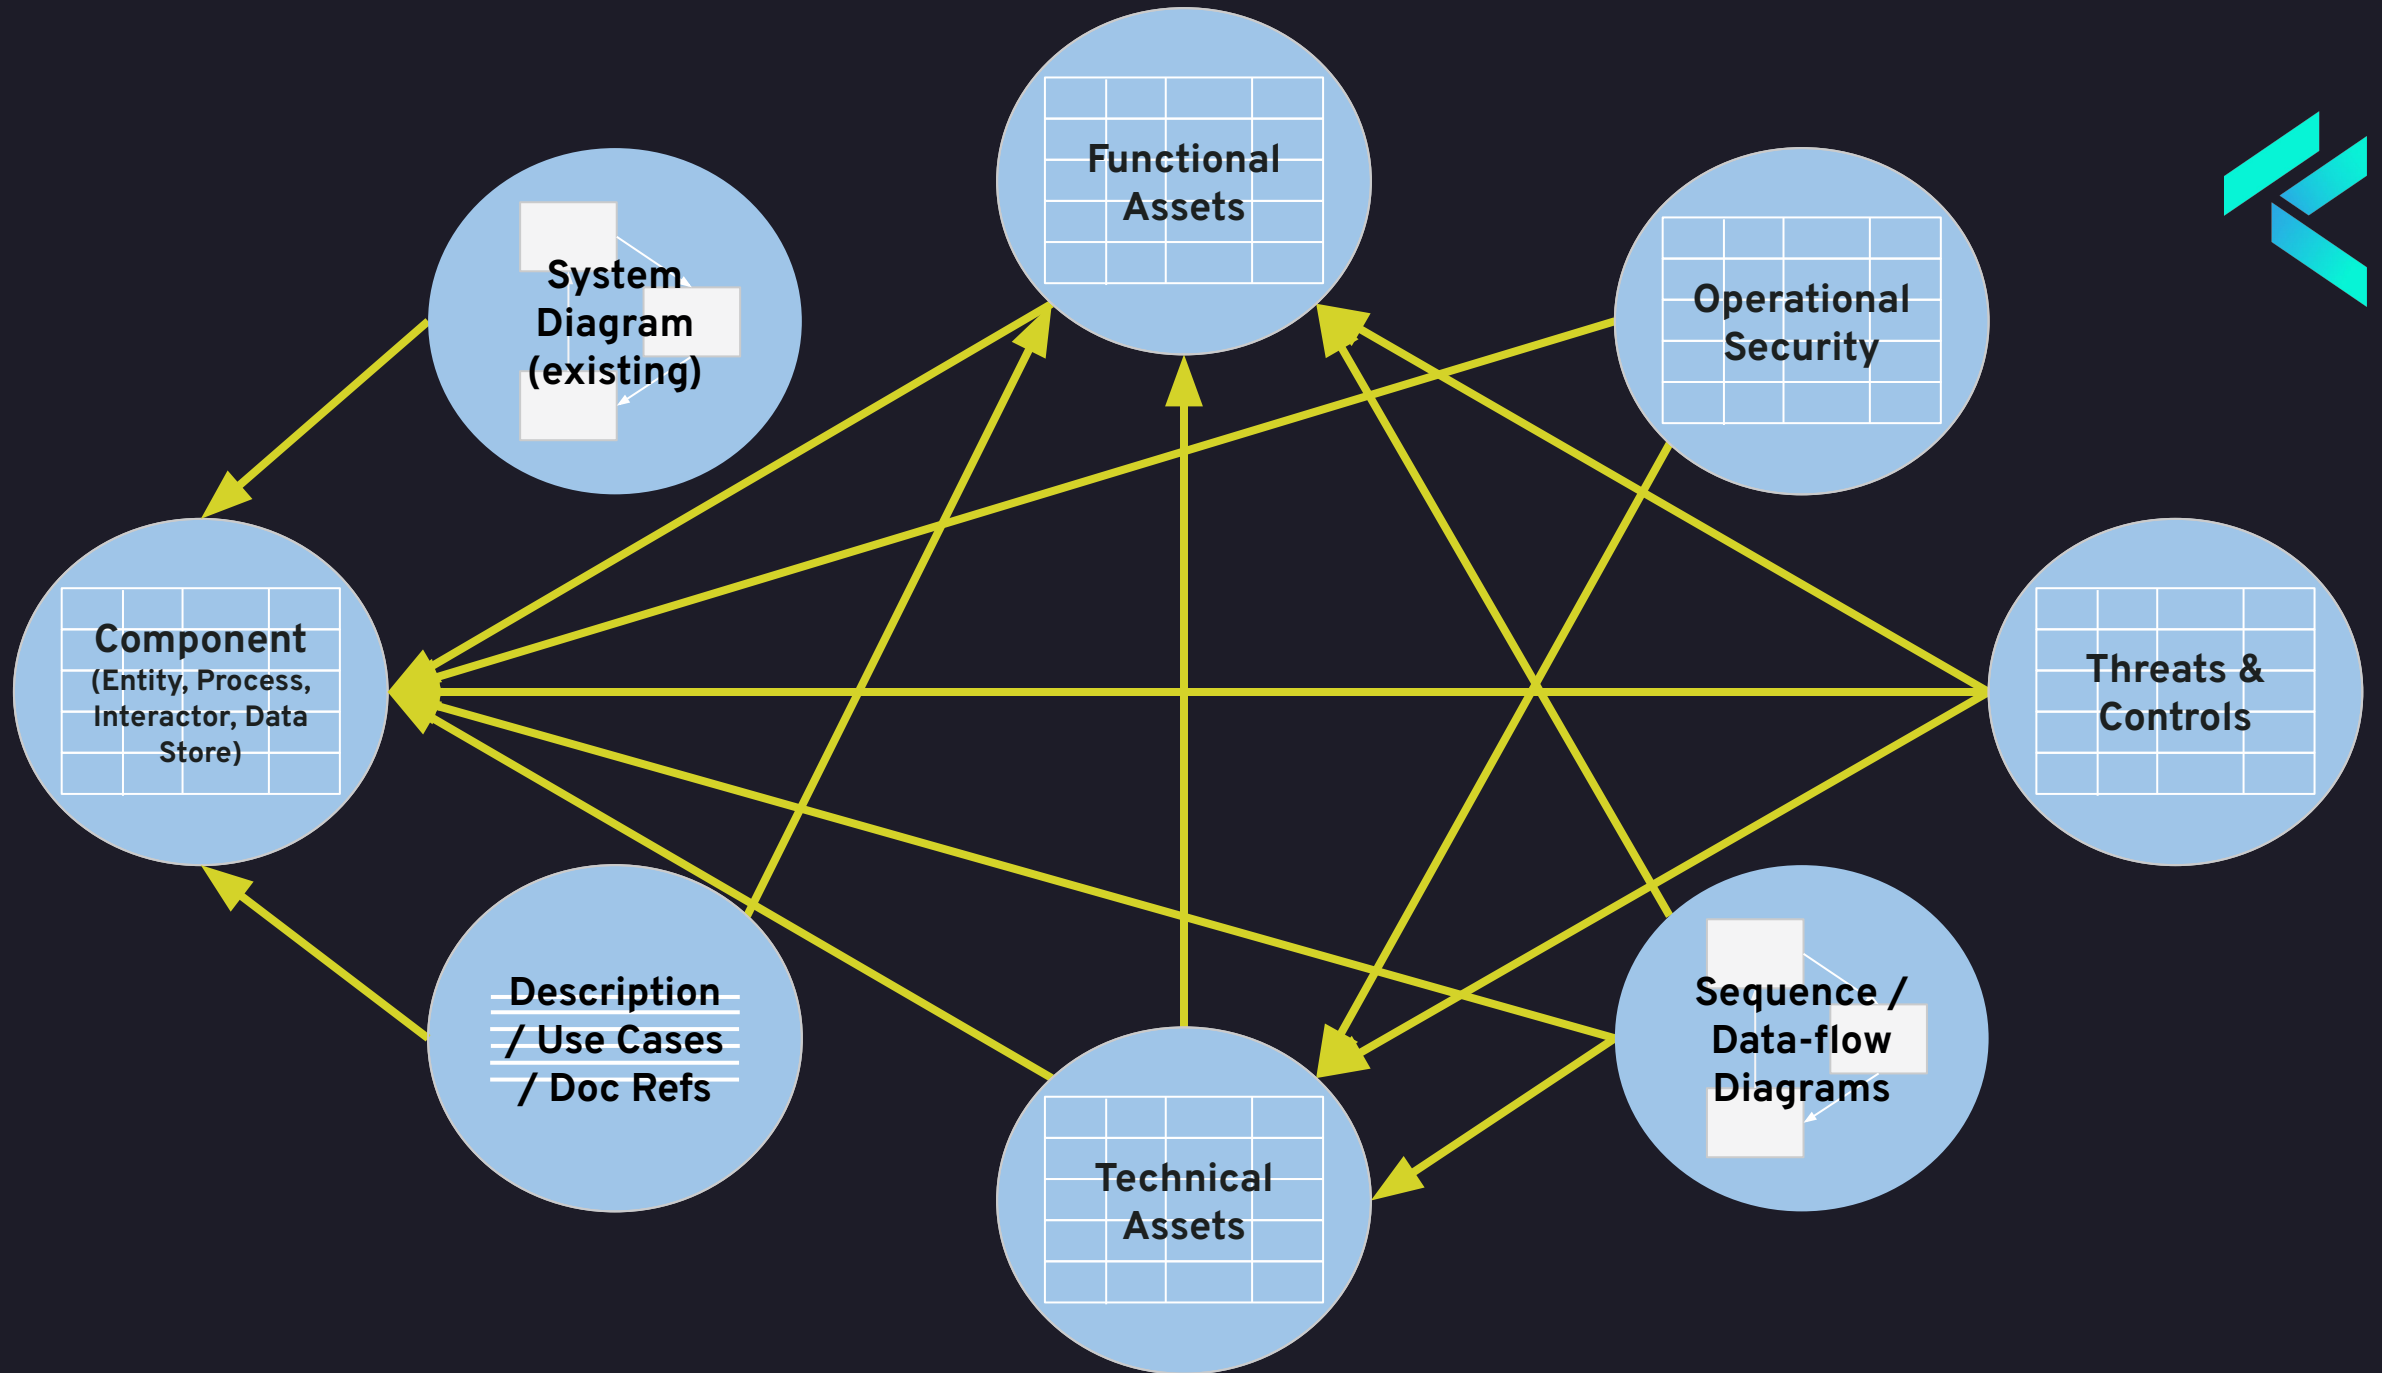 Functional
Assets
System
Diagram
(existing)
Operational
Security
Component
(Entity, Process,
Interactor, Data
Store)
Threats &
Controls
Description
/ Use Cases
/ Doc Refs
Sequence /
Data-flow
Diagrams
Technical
Assets